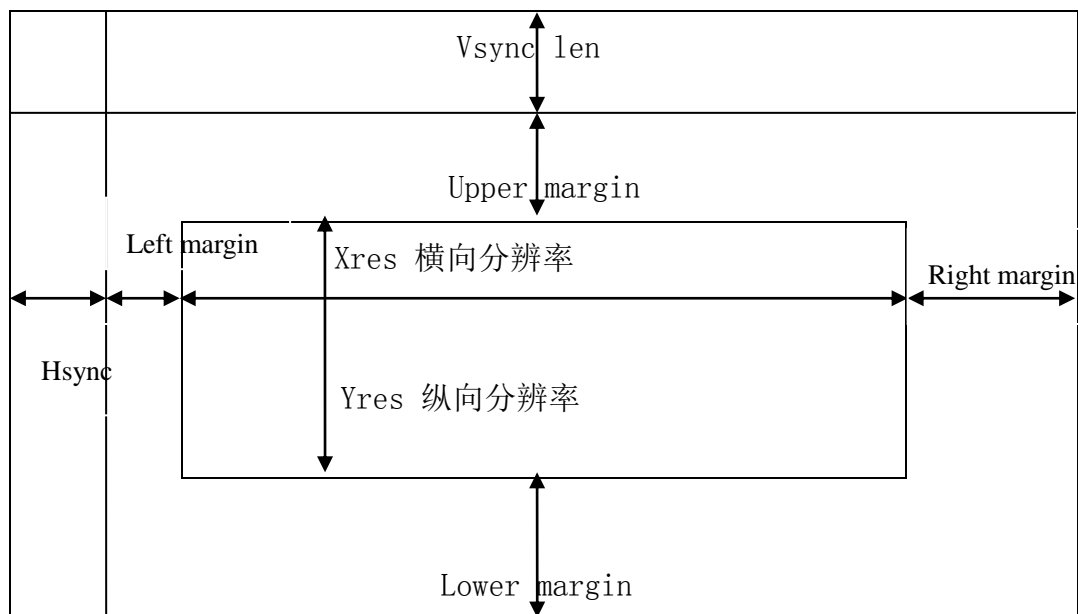 Vsync len
Upper margin
Left margin
Xres 横向分辨率
Right margin
Hsync
Yres 纵向分辨率
Lower margin